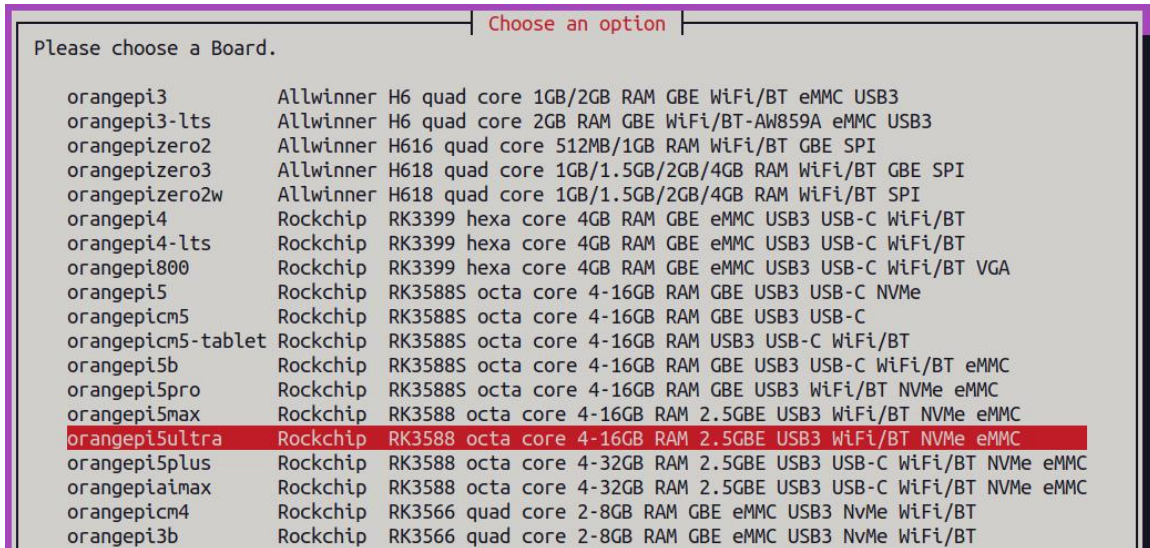 Choose an option
Please choose a Board.
orangepi3 Allwinner H6 quad core 1GB/2GB RAM GBE WiFi/BT eMMC USB3
orangepi3-lts Allwinner H6 quad core 2GB RAM GBE WiFi/BT-AW859A eMMC USB3
orangepizero2 Allwinner H616 quad core 512MB/1GB RAM WiFi/BT GBE SPI
orangepizero3 Allwinner H618 quad core 1GB/1.5GB/2GB/4GB RAM WiFi/BT GBE SPI
orangepizero2w Allwinner H618 quad core 1GB/1.5GB/2GB/4GB RAM WiFi/BT SPI
orangepi4 Rockchip RK3399 hexa core 4GB RAM GBE eMMC USB3 USB-C WiFi/BT
orangepi4-lts Rockchip RK3399 hexa core 4GB RAM GBE eMMC USB3 USB-C WiFi/BT
orangepi800 Rockchip RK3399 hexa core 4GB RAM GBE eMMC USB3 USB-C WiFi/BT VGA
orangepi5 Rockchip RK3588S octa core 4-16GB RAM GBE USB3 USB-C NVMe
orangepicm5 Rockchip RK3588S octa core 4-16GB RAM GBE USB3 USB-C
orangepicm5-tablet Rockchip RK3588S octa core 4-16GB RAM USB3 USB-C WiFi/BT
orangepi5b Rockchip RK3588S octa core 4-16GB RAM GBE USB3 USB-C WiFi/BT eMMC
orangepi5pro Rockchip RK3588S octa core 4-16GB RAM GBE USB3 WiFi/BT NVMe eMMC
orangepi5max Rockchip RK3588 octa core 4-16GB RAM 2.5GBE USB3 WiFi/BT NVMe eMMC
orangepi5ultra Rockchip RK3588 octa core 4-16GB RAM 2.5GBE USB3 WiFi/BT NVMe eMMC
orangepi5plus Rockchip RK3588 octa core 4-32GB RAM 2.5GBE USB3 USB-C WiFi/BT NVMe eMMC
orangepiaimax Rockchip RK3588 octa core 4-32GB RAM 2.5GBE USB3 USB-C WiFi/BT NVMe eMMC
orangepicm4 Rockchip RK3566 quad core 2-8GB RAM GBE eMMC USB3 NvMe WiFi/BT
orangepi3b Rockchip RK3566 quad core 2-8GB RAM GBE eMMC USB3 NvMe WiFi/BT